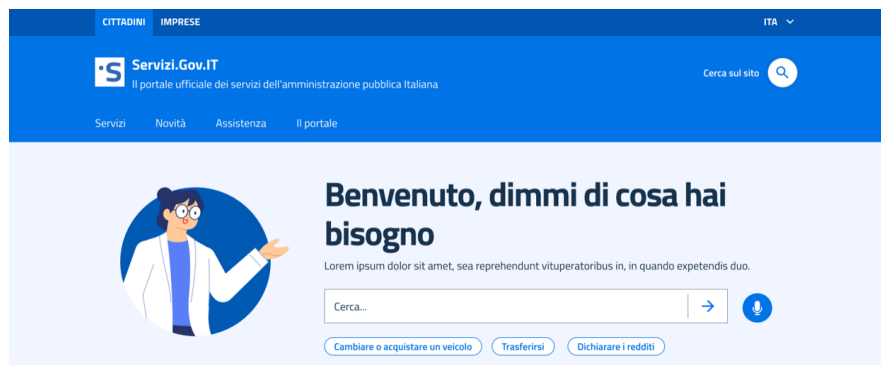 CITTADINI IMPRESE ITA
·S Servizi.Gov.IT
Il portale ufficiale dei servizi dell'amministrazione pubblica Italiana
Cerca sul sito
Servizi Novità Assistenza Il portale
Benvenuto, dimmi di cosa hai
bisogno
Lorem ipsum dolor sit amet, sea reprehendunt vituperatoribus in, in quando expetendis duo.
Cerca...
Cambiare o acquistare un veicolo Trasferirsi Dichiarare i redditi